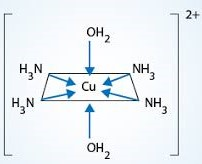 2+
OH₂
H₃N NH₃
Cu
H₃N NH₃
OH₂